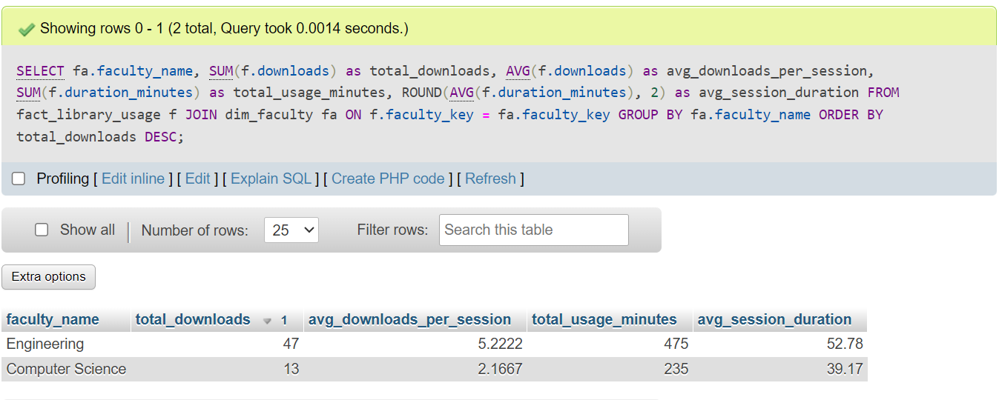 Showing rows 0 - 1 (2 total, Query took 0.0014 seconds.)
SELECT fa.faculty_name, SUM(f.downloads) as total_downloads, AVG(f.downloads) as avg_downloads_per_session,
SUM(f.duration_minutes) as total_usage_minutes, ROUND(AVG(f.duration_minutes), 2) as avg_session_duration FROM
fact_library_usage f JOIN dim_faculty fa ON f.faculty_key = fa.faculty_key GROUP BY fa.faculty_name ORDER BY
total_downloads DESC;
Profiling [ Edit inline ] [ Edit ] [ Explain SQL ] [ Create PHP code ] [ Refresh ]
Show all Number of rows: 25 Filter rows: Search this table
Extra options
faculty_name total_downloads 1 avg_downloads_per_session total_usage_minutes avg_session_duration
Engineering 47 5.2222 475 52.78
Computer Science 13 2.1667 235 39.17